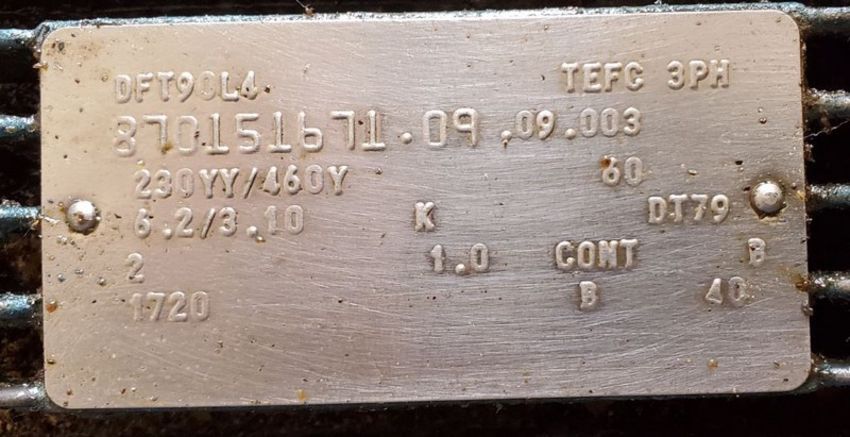 DFT90L4 TEFC 3PH
870151671.09.09.003
230YY/460Y 60
6.2/3.10 K DT79
2 1.0 CONT B
1720 B 40